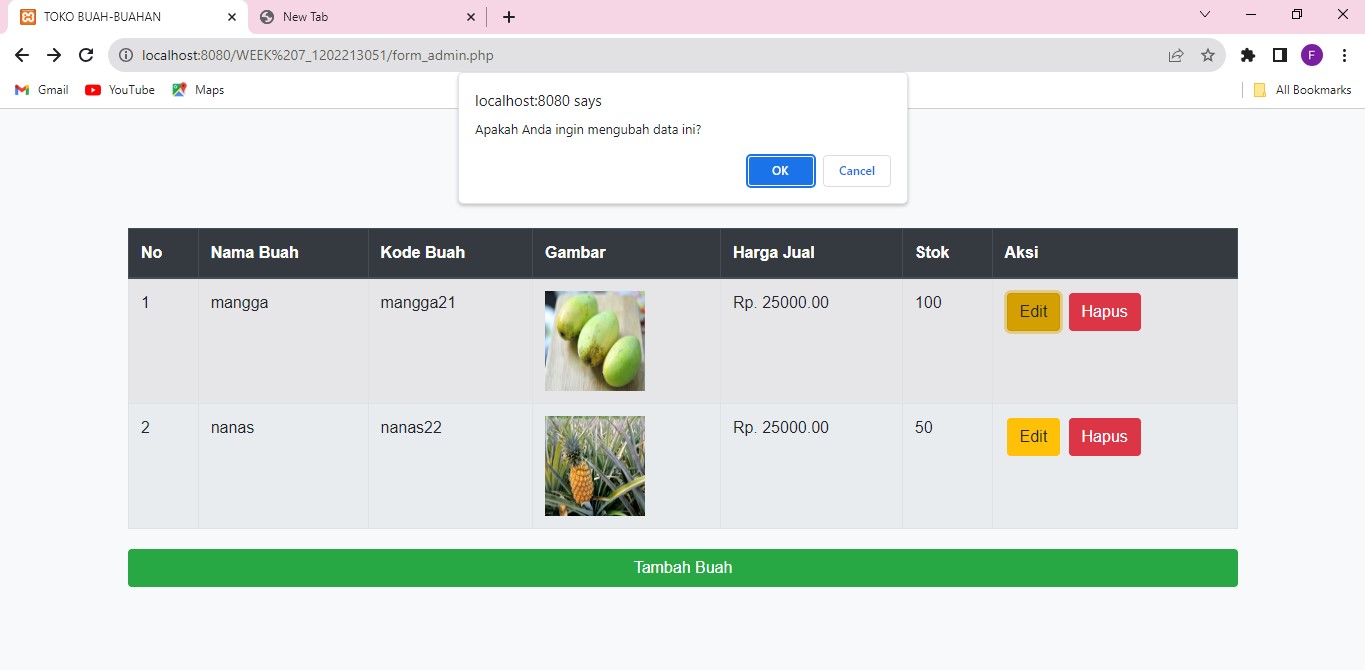 TOKO BUAH-BUAHAN
New Tab
localhost:8080/WEEK%207_1202213051/form_admin.php
F
Gmail
YouTube
Maps
All Bookmarks
localhost:8080 says
Apakah Anda ingin mengubah data ini?
OK
Cancel
No Nama Buah Kode Buah Gambar Harga Jual Stok Aksi
1 mangga mangga21 Rp. 25000.00 100 Edit Hapus
2 nanas nanas22 Rp. 25000.00 50 Edit Hapus
Tambah Buah